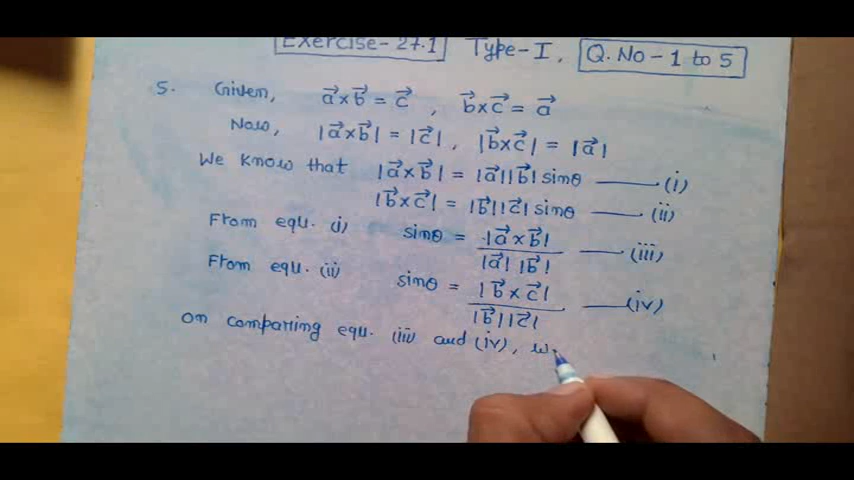 Exercise-27.1 Type-I, Q.No-1 to 5
5. Given, a⃗×b⃗ = c⃗ , b⃗×c⃗ = a⃗
Now, |a⃗×b⃗| = |c⃗|, |b⃗×c⃗| = |a⃗|
We know that |a⃗×b⃗| = |a⃗||b⃗| sinθ ——— (i)
|b⃗×c⃗| = |b⃗||c⃗| sinθ ——— (ii)
From equ. (i) sinθ = |a⃗×b⃗| / |a⃗| |b⃗| ——— (iii)
From equ. (ii) sinθ = |b⃗×c⃗| / |b⃗||c⃗| ——— (iv)
On comparing equ. (iii) and (iv), w